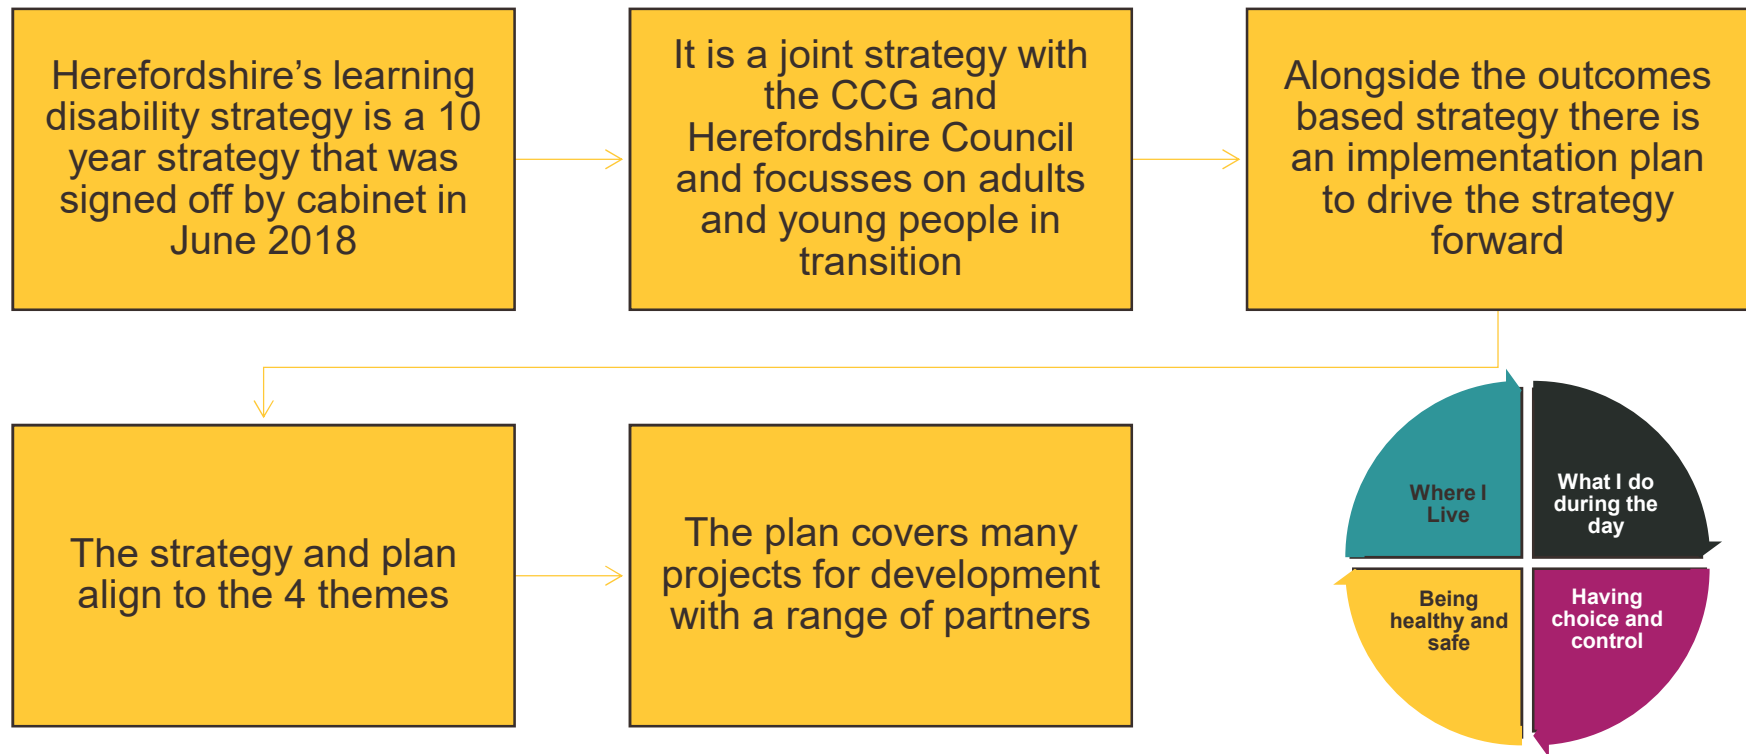 Herefordshire’s learning
disability strategy is a 10
year strategy that was
signed off by cabinet in
June 2018
It is a joint strategy with
the CCG and
Herefordshire Council
and focusses on adults
and young people in
transition
Alongside the outcomes
based strategy there is
an implementation plan
to drive the strategy
forward
The strategy and plan
align to the 4 themes
The plan covers many
projects for development
with a range of partners
Where I
Live
What I do
during the
day
Being
healthy and
safe
Having
choice and
control